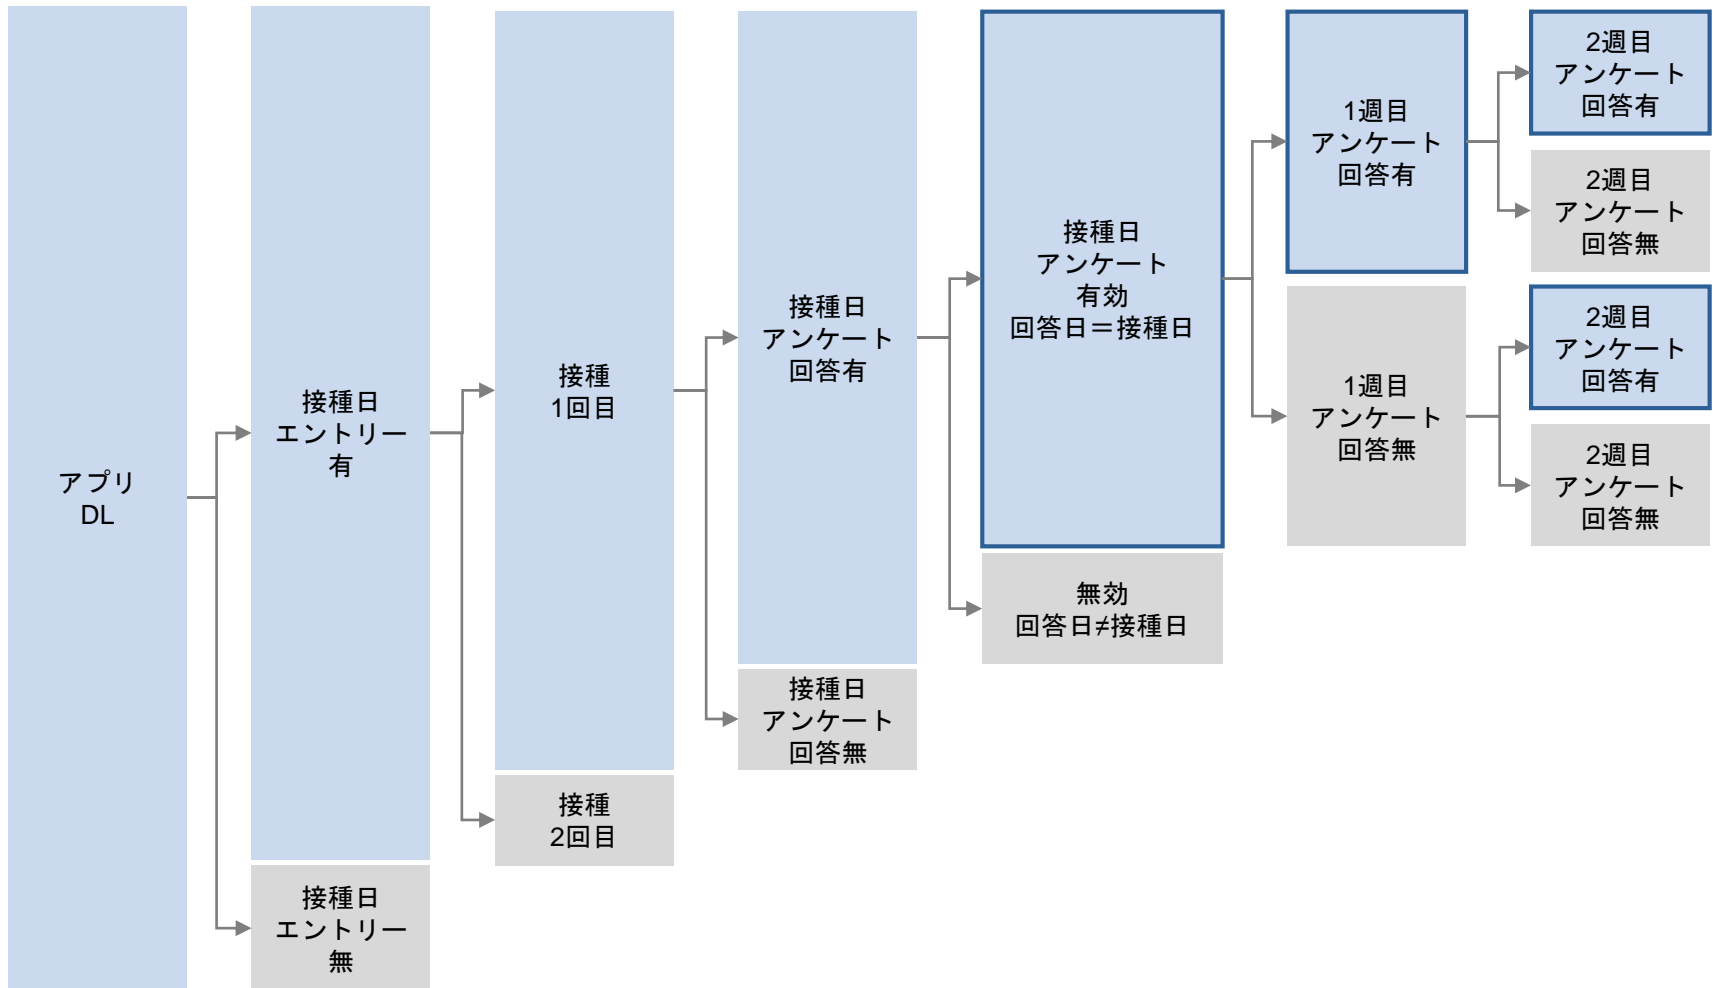 アプリ
DL
接種日
エントリー
有
接種日
エントリー
無
接種
1回目
接種
2回目
接種日
アンケート
回答有
接種日
アンケート
回答無
接種日
アンケート
有効
回答日＝接種日
無効
回答日≠接種日
1週目
アンケート
回答有
1週目
アンケート
回答無
2週目
アンケート
回答有
2週目
アンケート
回答無
2週目
アンケート
回答有
2週目
アンケート
回答無